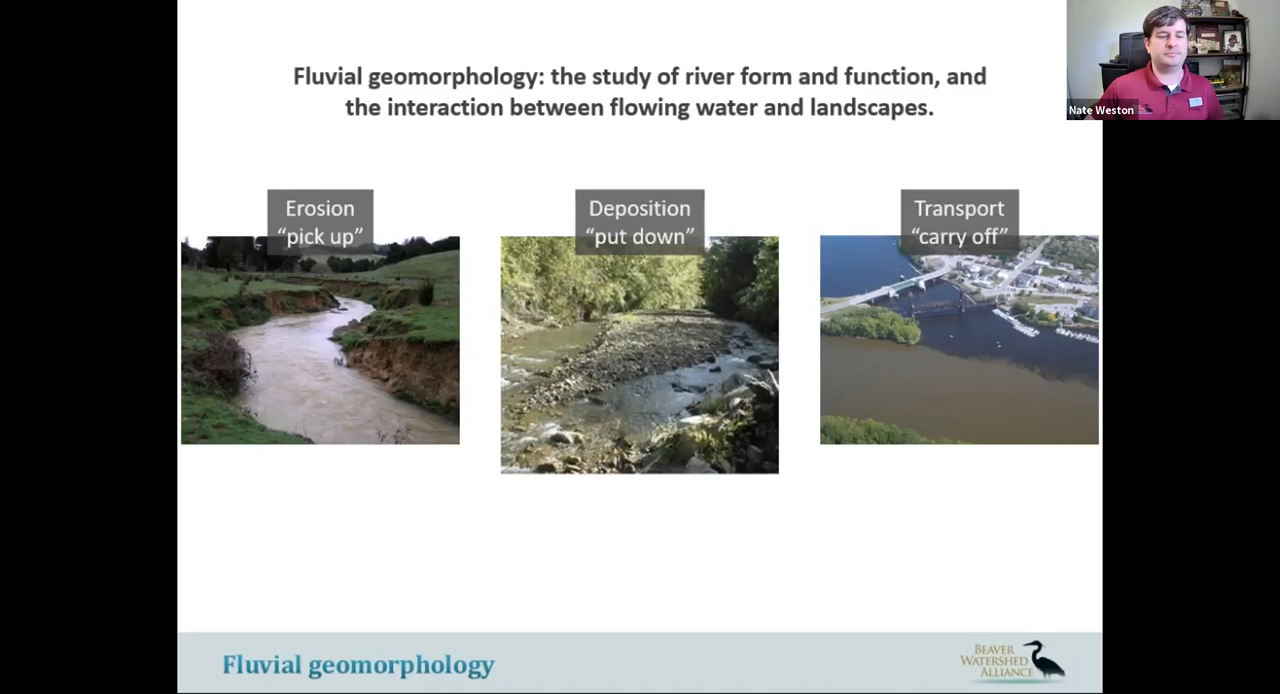 Fluvial geomorphology: the study of river form and function, and
the interaction between flowing water and landscapes.
Nate Weston
Erosion
“pick up”
Deposition
“put down”
Transport
“carry off”
Fluvial geomorphology
BEAVER
WATERSHED
ALLIANCE